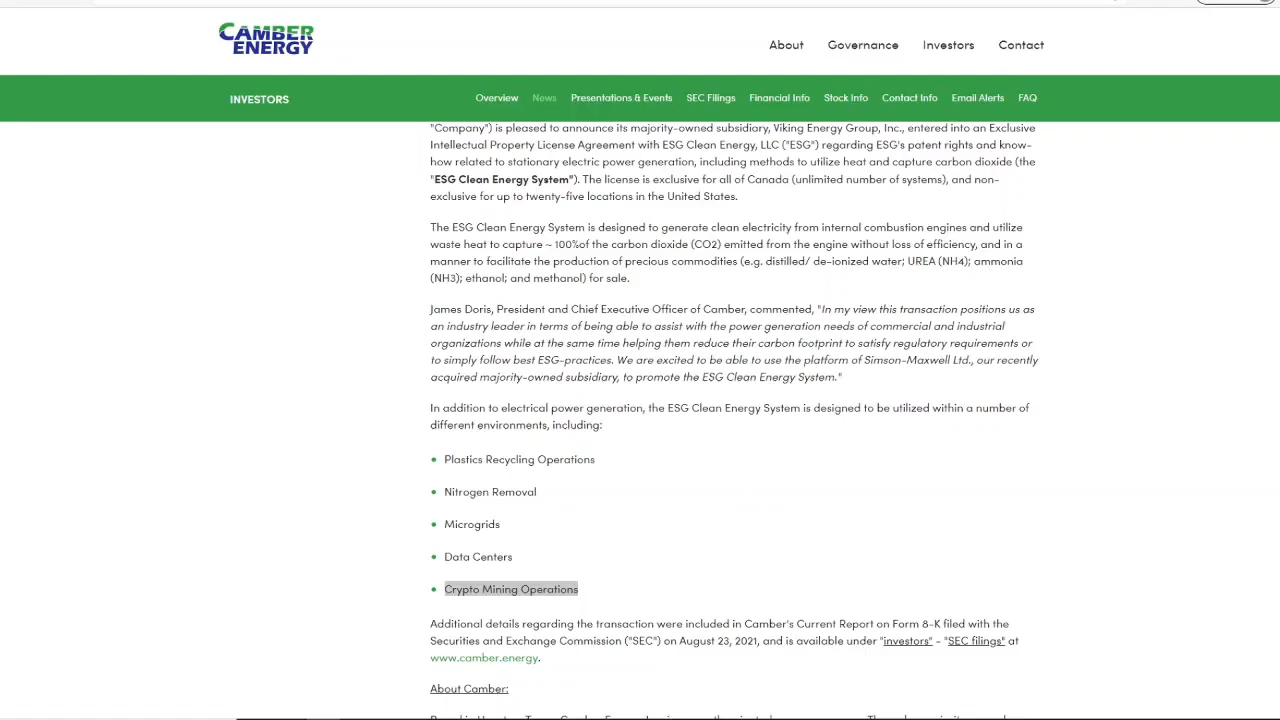 CAMBER
ENERGY
About Governance Investors Contact
INVESTORS
Overview News Presentations & Events SEC Filings Financial Info Stock Info Contact Info Email Alerts FAQ
"Company") is pleased to announce its majority-owned subsidiary, Viking Energy Group, Inc., entered into an Exclusive
Intellectual Property License Agreement with ESG Clean Energy, LLC ("ESG") regarding ESG's patent rights and know-
how related to stationary electric power generation, including methods to utilize heat and capture carbon dioxide (the
"ESG Clean Energy System"). The license is exclusive for all of Canada (unlimited number of systems), and non-
exclusive for up to twenty-five locations in the United States.
The ESG Clean Energy System is designed to generate clean electricity from internal combustion engines and utilize
waste heat to capture ~ 100%of the carbon dioxide (CO2) emitted from the engine without loss of efficiency, and in a
manner to facilitate the production of precious commodities (e.g. distilled/ de-ionized water; UREA (NH4); ammonia
(NH3); ethanol; and methanol) for sale.
James Doris, President and Chief Executive Officer of Camber, commented, "In my view this transaction positions us as
an industry leader in terms of being able to assist with the power generation needs of commercial and industrial
organizations while at the same time helping them reduce their carbon footprint to satisfy regulatory requirements or
to simply follow best ESG-practices. We are excited to be able to use the platform of Simson-Maxwell Ltd., our recently
acquired majority-owned subsidiary, to promote the ESG Clean Energy System."
In addition to electrical power generation, the ESG Clean Energy System is designed to be utilized within a number of
different environments, including:
• Plastics Recycling Operations
• Nitrogen Removal
• Microgrids
• Data Centers
• Crypto Mining Operations
Additional details regarding the transaction were included in Camber's Current Report on Form 8-K filed with the
Securities and Exchange Commission ("SEC") on August 23, 2021, and is available under "investors" - "SEC filings" at
www.camber.energy.
About Camber: